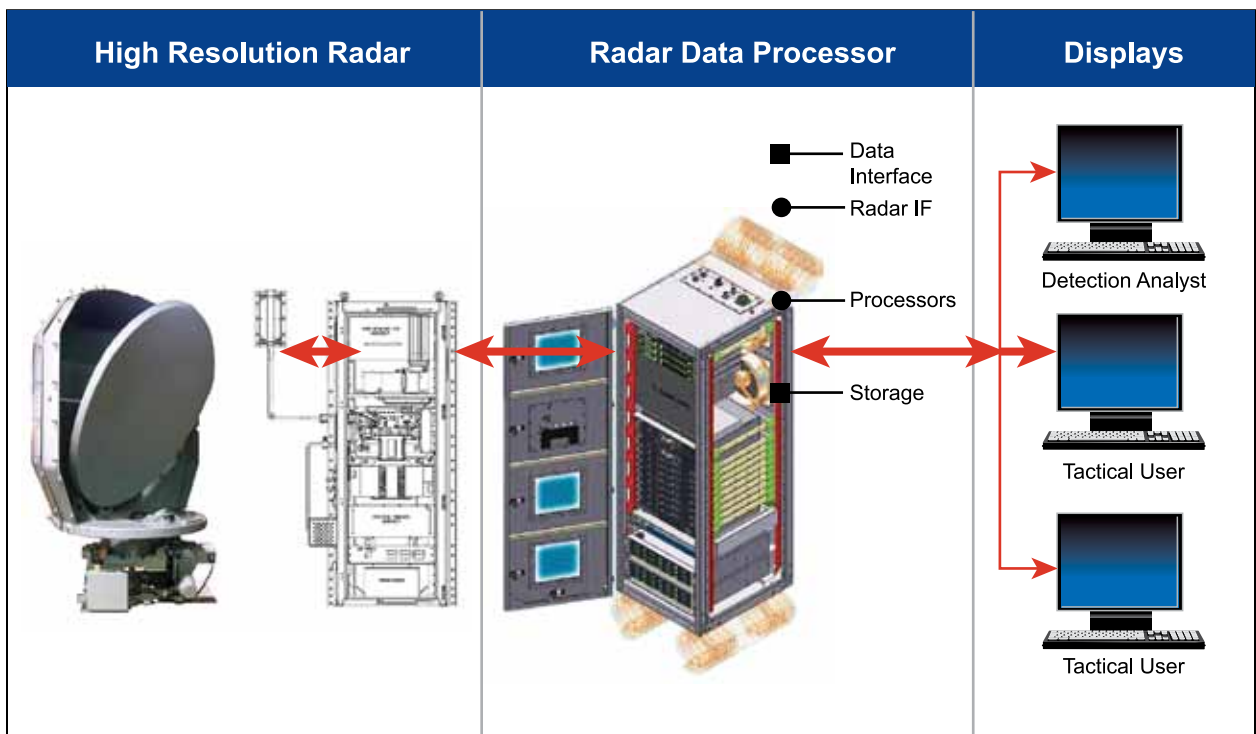 High Resolution Radar
Radar Data Processor
Displays
Data
Interface
Radar IF
Processors
Storage
Detection Analyst
Tactical User
Tactical User